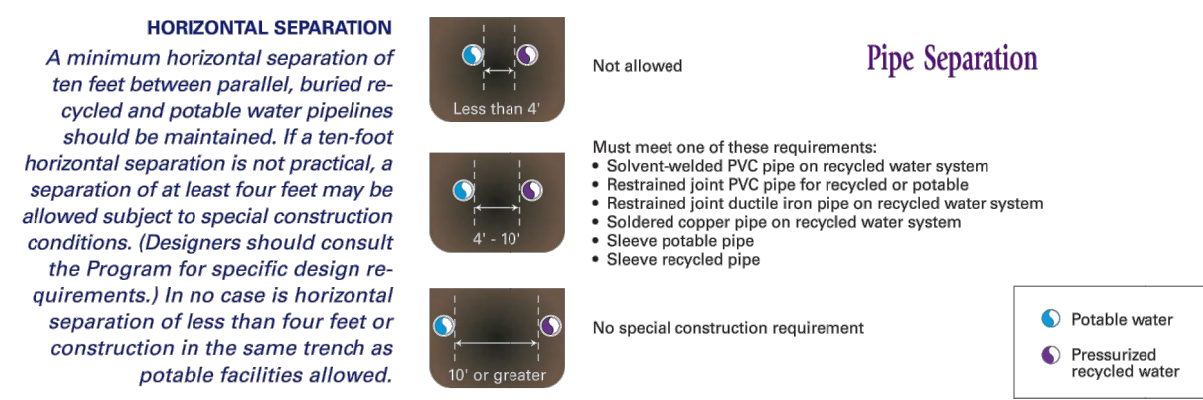 HORIZONTAL SEPARATION
A minimum horizontal separation of
ten feet between parallel, buried re-
cycled and potable water pipelines
should be maintained. If a ten-foot
horizontal separation is not practical, a
separation of at least four feet may be
allowed subject to special construction
conditions. (Designers should consult
the Program for specific design re-
quirements.) In no case is horizontal
separation of less than four feet or
construction in the same trench as
potable facilities allowed.
Pipe Separation
Less than 4'
Not allowed
4' - 10'
Must meet one of these requirements:
• Solvent-welded PVC pipe on recycled water system
• Restrained joint PVC pipe for recycled or potable
• Restrained joint ductile iron pipe on recycled water system
• Soldered copper pipe on recycled water system
• Sleeve potable pipe
• Sleeve recycled pipe
10' or greater
No special construction requirement
Potable water
Pressurized
recycled water